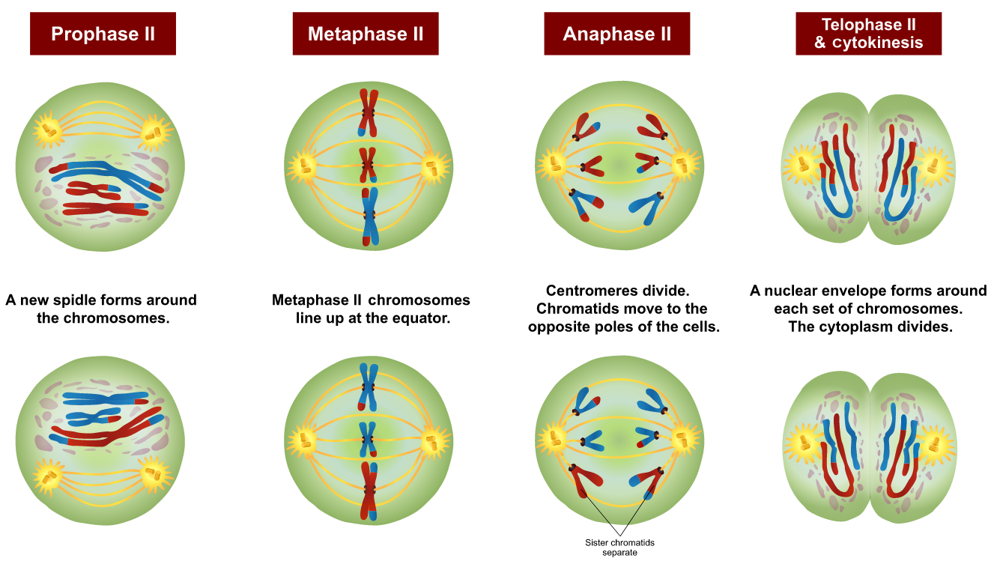 Prophase II
Metaphase II
Anaphase II
Telophase II
& Cytokinesis
A new spidle forms around
the chromosomes.
Metaphase II chromosomes
line up at the equator.
Centromeres divide.
Chromatids move to the
opposite poles of the cells.
A nuclear envelope forms around
each set of chromosomes.
The cytoplasm divides.
Sister chromatids
separate